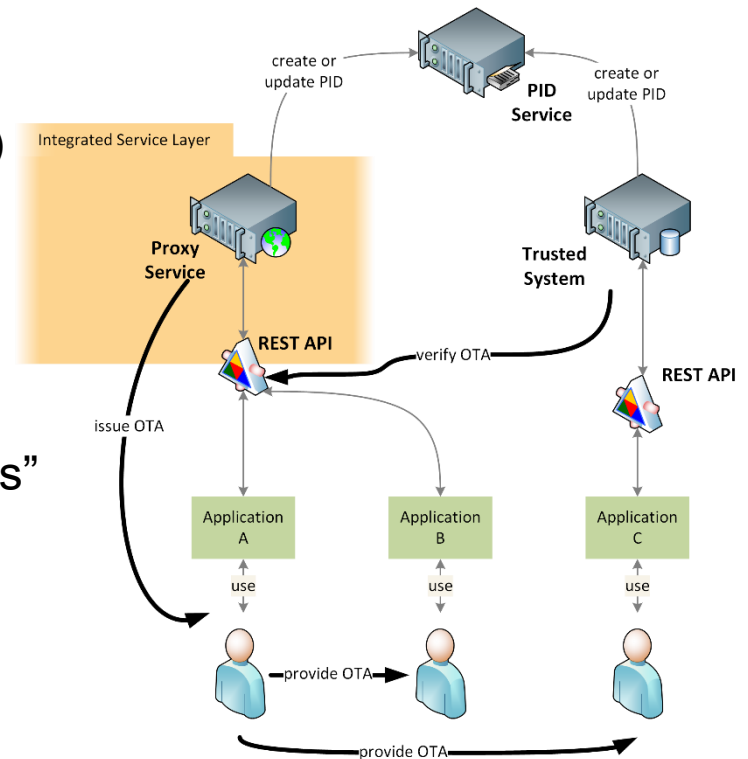 create or
update PID
PID
Service
create or
update PID
)
Integrated Service Layer
Proxy
Service
Trusted
System
REST API
verify OTA
REST API
issue OTA
s”
Application
A
Application
B
Application
C
use
use
use
provide OTA
provide OTA